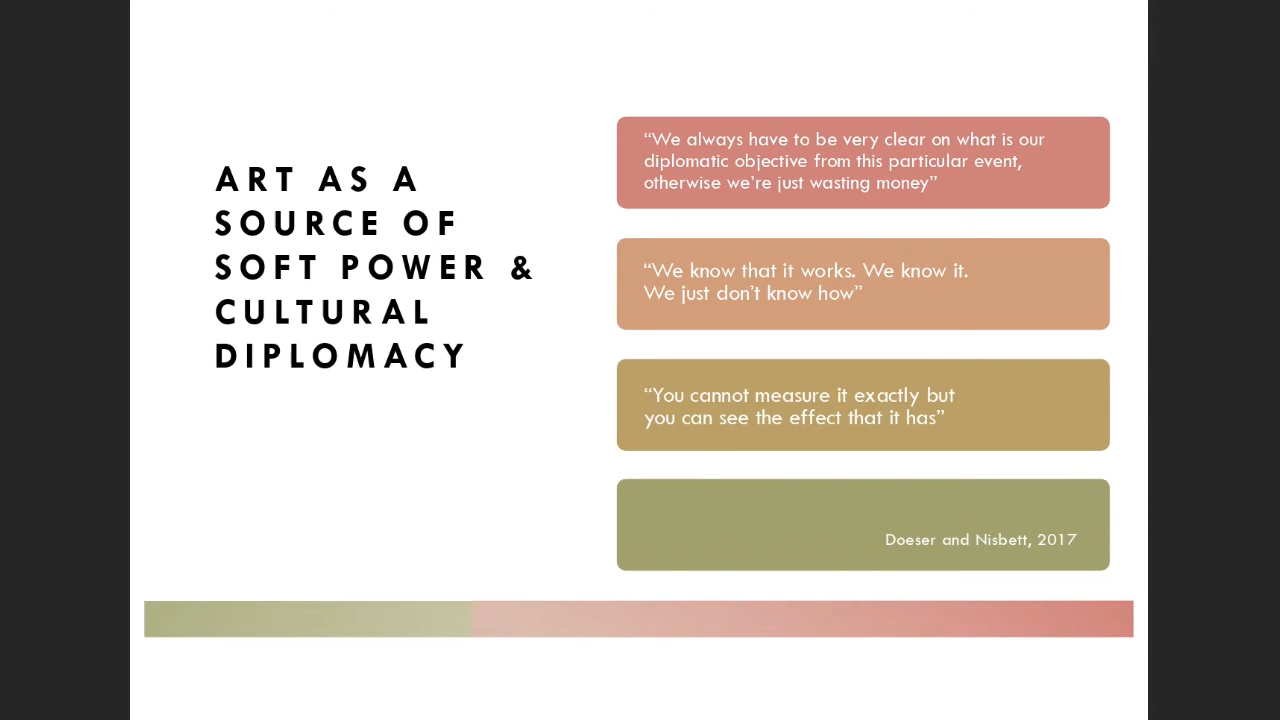 ART AS A
SOURCE OF
SOFT POWER &
CULTURAL
DIPLOMACY
“We always have to be very clear on what is our
diplomatic objective from this particular event,
otherwise we’re just wasting money”
“We know that it works. We know it.
We just don’t know how”
“You cannot measure it exactly but
you can see the effect that it has”
Doeser and Nisbett, 2017